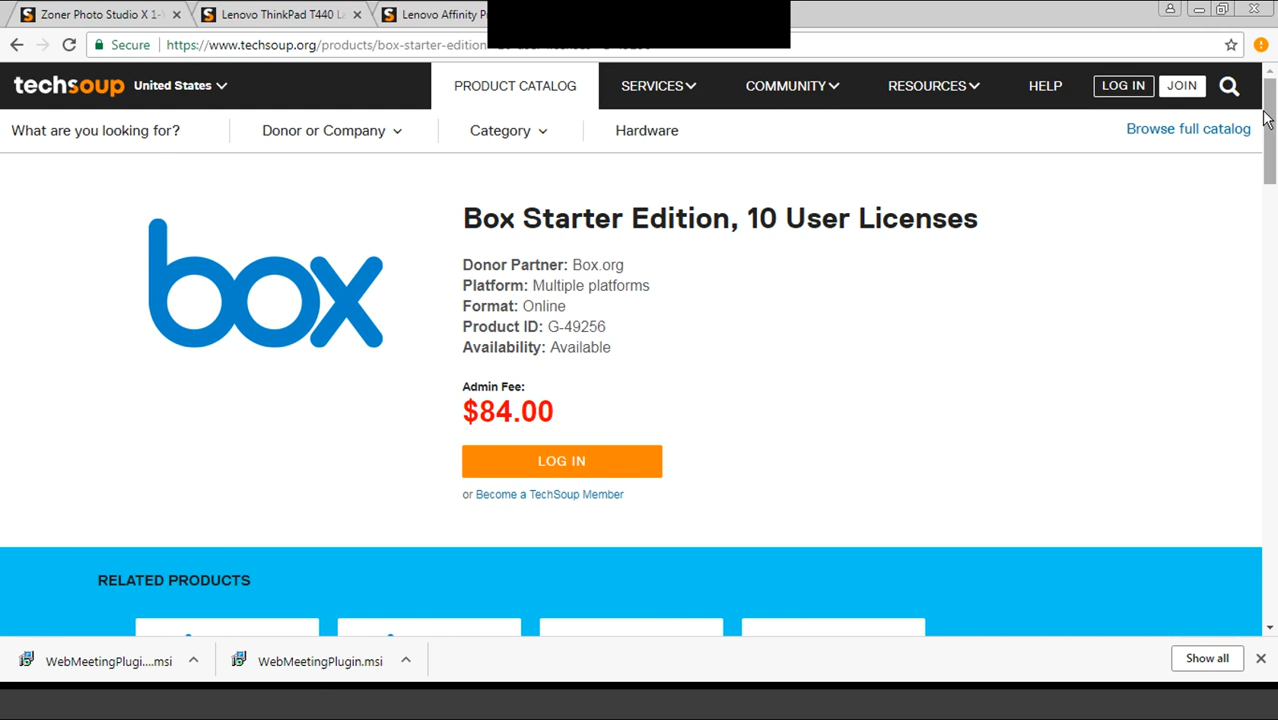 Zoner Photo Studio X 1-
Lenovo ThinkPad T440 La
Lenovo Affinity P
Secure
https://www.techsoup.org/products/box-starter-edition
techsoup
United States
PRODUCT CATALOG
SERVICES
COMMUNITY
RESOURCES
HELP
LOG IN
JOIN
What are you looking for?
Donor or Company
Category
Hardware
Browse full catalog
box
Box Starter Edition, 10 User Licenses
Donor Partner: Box.org
Platform: Multiple platforms
Format: Online
Product ID: G-49256
Availability: Available
Admin Fee:
$84.00
LOG IN
or Become a TechSoup Member
RELATED PRODUCTS
WebMeetingPlugi....msi
WebMeetingPlugin.msi
Show all